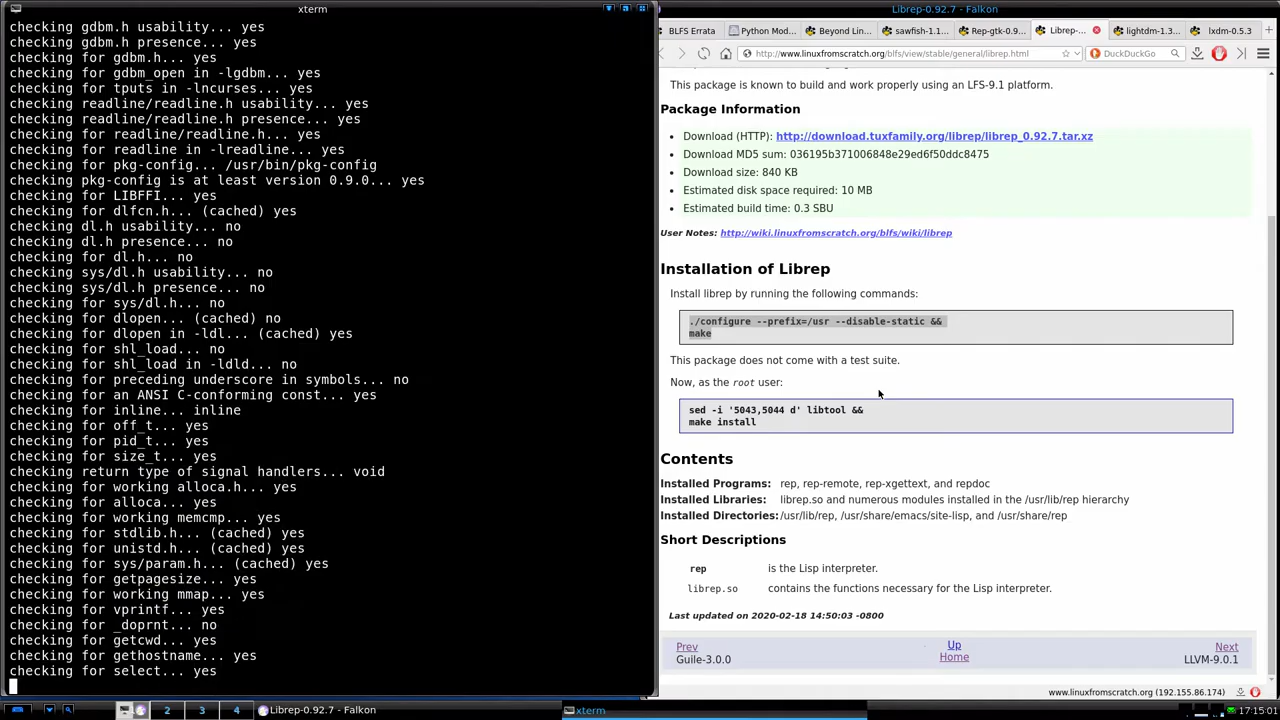 xterm
checking gdbm.h usability... yes
checking gdbm.h presence... yes
checking for gdbm.h... yes
checking for gdbm_open in -lgdbm... yes
checking for tputs in -lncurses... yes
checking readline/readline.h usability... yes
checking readline/readline.h presence... yes
checking for readline/readline.h... yes
checking for readline in -lreadline... yes
checking for pkg-config... /usr/bin/pkg-config
checking pkg-config is at least version 0.9.0... yes
checking for LIBFFI... yes
checking for dlfcn.h... (cached) yes
checking dl.h usability... no
checking dl.h presence... no
checking for dl.h... no
checking sys/dl.h usability... no
checking sys/dl.h presence... no
checking for sys/dl.h... no
checking for dlopen... (cached) no
checking for dlopen in -ldl... (cached) yes
checking for shl_load... no
checking for shl_load in -ldld... no
checking for preceding underscore in symbols... no
checking for an ANSI C-conforming const... yes
checking for inline... inline
checking for off_t... yes
checking for pid_t... yes
checking for size_t... yes
checking return type of signal handlers... void
checking for working alloca.h... yes
checking for alloca... yes
checking for working memcmp... yes
checking for stdlib.h... (cached) yes
checking for unistd.h... (cached) yes
checking for sys/param.h... (cached) yes
checking for getpagesize... yes
checking for working mmap... yes
checking for vprintf... yes
checking for _doprnt... no
checking for getcwd... yes
checking for gethostname... yes
checking for select... yes
Librep-0.92.7 - Falkon
BLFS Errata
Python Mod...
Beyond Lin...
sawfish-1.1...
Rep-gtk-0.9...
Librep-...
lightdm-1.3...
lxdm-0.5.3
http://www.linuxfromscratch.org/blfs/view/stable/general/librep.html
DuckDuckGo
This package is known to build and work properly using an LFS-9.1 platform.
Package Information
Download (HTTP): http://download.tuxfamily.org/librep/librep_0.92.7.tar.xz
Download MD5 sum: 036195b371006848e29ed6f50ddc8475
Download size: 840 KB
Estimated disk space required: 10 MB
Estimated build time: 0.3 SBU
User Notes: http://wiki.linuxfromscratch.org/blfs/wiki/librep
Installation of Librep
Install librep by running the following commands:
./configure --prefix=/usr --disable-static &&
make
This package does not come with a test suite.
Now, as the root user:
sed -i '5043,5044 d' libtool &&
make install
Contents
Installed Programs: rep, rep-remote, rep-xgettext, and repdoc
Installed Libraries: librep.so and numerous modules installed in the /usr/lib/rep hierarchy
Installed Directories: /usr/lib/rep, /usr/share/emacs/site-lisp, and /usr/share/rep
Short Descriptions
rep is the Lisp interpreter.
librep.so contains the functions necessary for the Lisp interpreter.
Last updated on 2020-02-18 14:50:03 -0800
Prev Up Next
Guile-3.0.0 Home LLVM-9.0.1
www.linuxfromscratch.org (192.155.86.174)
2 3 4 Librep-0.92.7 - Falkon xterm 17:15:01